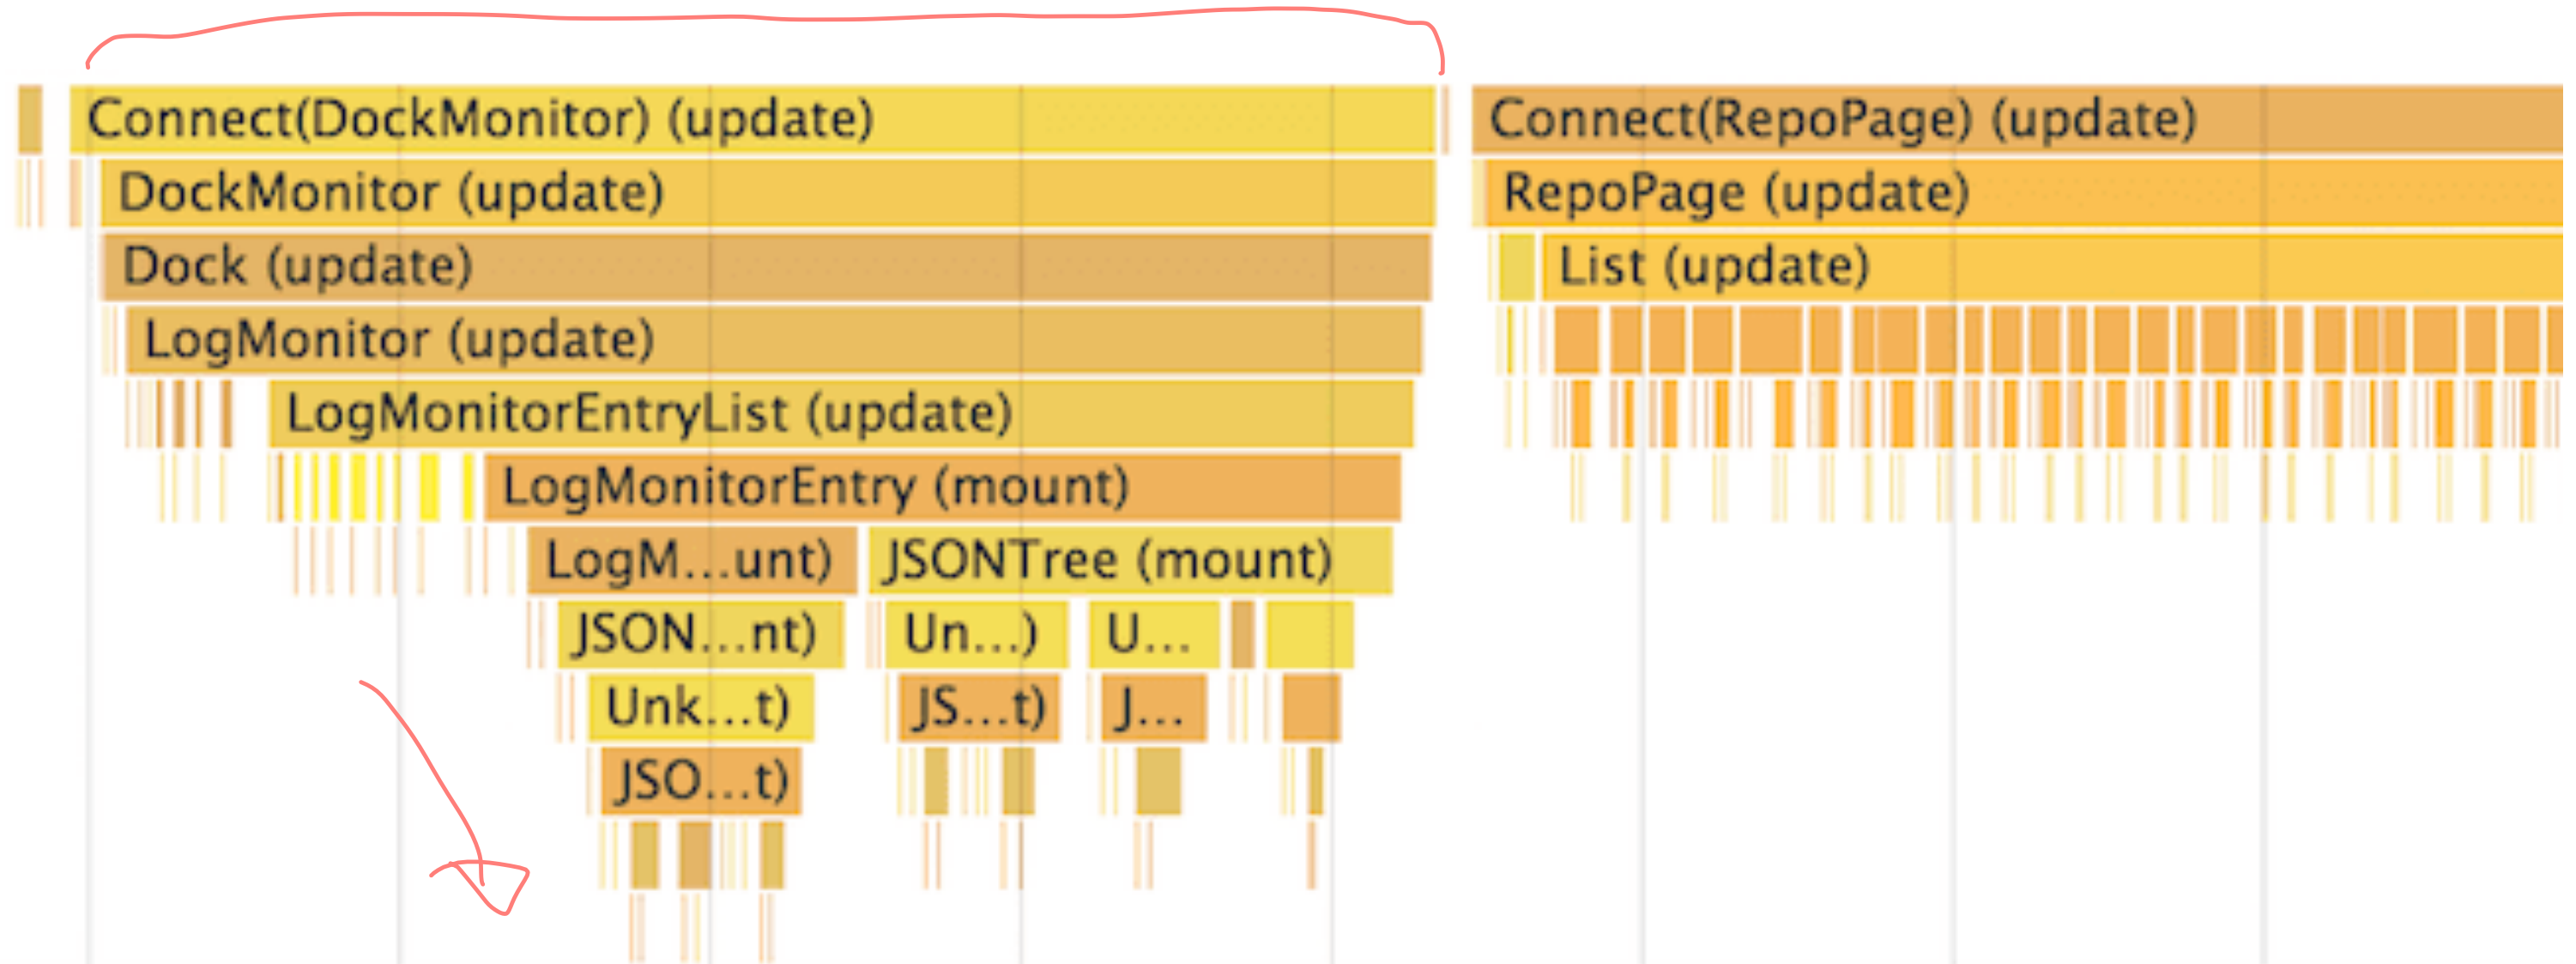 Connect(DockMonitor) (update)
Connect(RepoPage) (update)
DockMonitor (update)
RepoPage (update)
Dock (update)
List (update)
LogMonitor (update)
LogMonitorEntryList (update)
LogMonitorEntry (mount)
LogM...unt)
JSONTree (mount)
JSON...nt)
Un...)
U...
Unk...t)
JS...t)
J...
JSO...t)